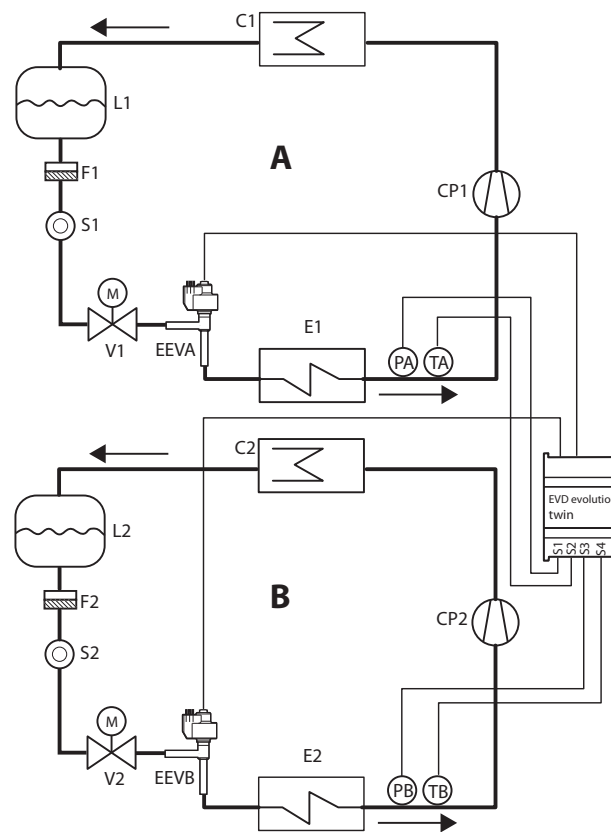 C1
L1
A
F1
CP1
S1
M
V1
EEVA
E1
PA
TA
C2
L2
EVD evolution
twin
S1
S2
S3
S4
B
F2
CP2
S2
M
V2
EEVB
E2
PB
TB